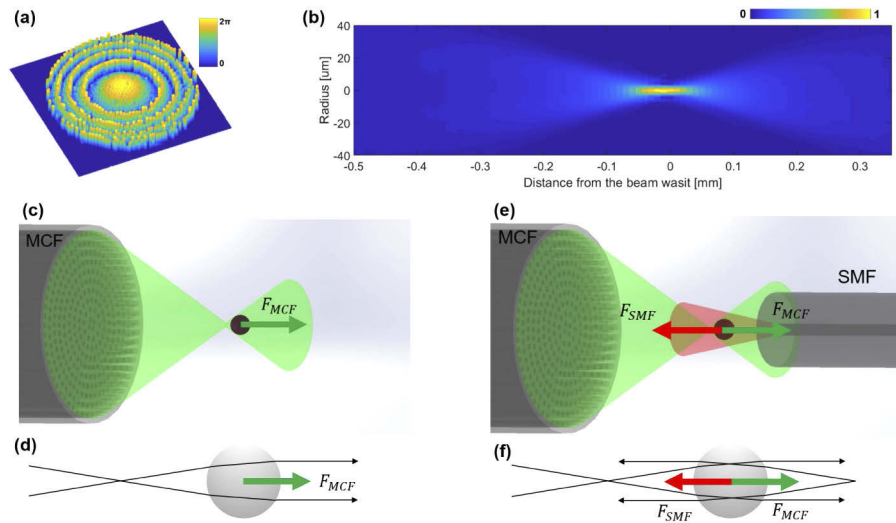 (a)
2π
0
(b)
0
1
Radius [um]
40
20
0
-20
-40
-0.5
-0.4
-0.3
-0.2
-0.1
0
0.1
0.2
0.3
Distance from the beam wasit [mm]
(c)
MCF
F_MCF
(d)
F_MCF
(e)
MCF
SMF
F_SMF
F_MCF
(f)
F_SMF
F_MCF